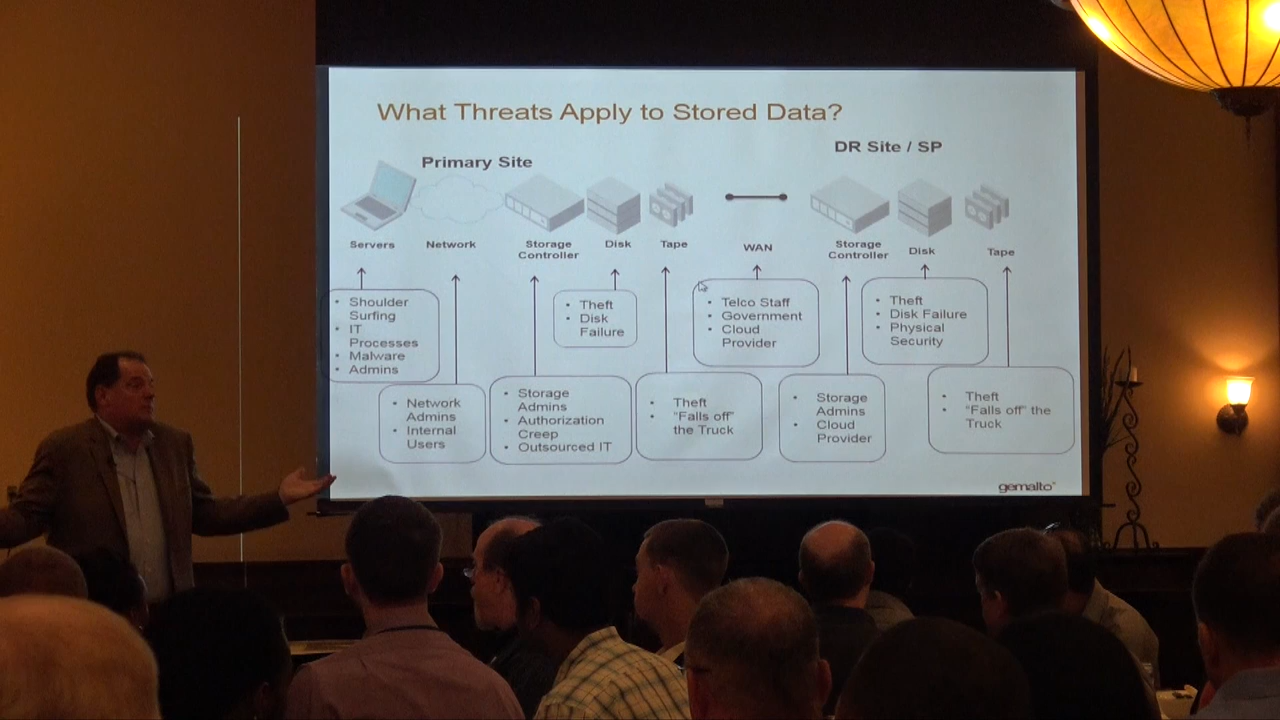 What Threats Apply to Stored Data?
Primary Site
DR Site / SP
Servers
Network
Storage
Controller
Disk
Tape
WAN
Storage
Controller
Disk
Tape
• Shoulder
Surfing
• IT
Processes
• Malware
• Admins
• Network
Admins
• Internal
Users
• Storage
Admins
• Authorization
Creep
• Outsourced IT
• Theft
• Disk
Failure
• Theft
• "Falls off"
the Truck
• Telco Staff
• Government
• Cloud
Provider
• Storage
Admins
• Cloud
Provider
• Theft
• Disk Failure
• Physical
Security
• Theft
• "Falls off" the
Truck
gemalto